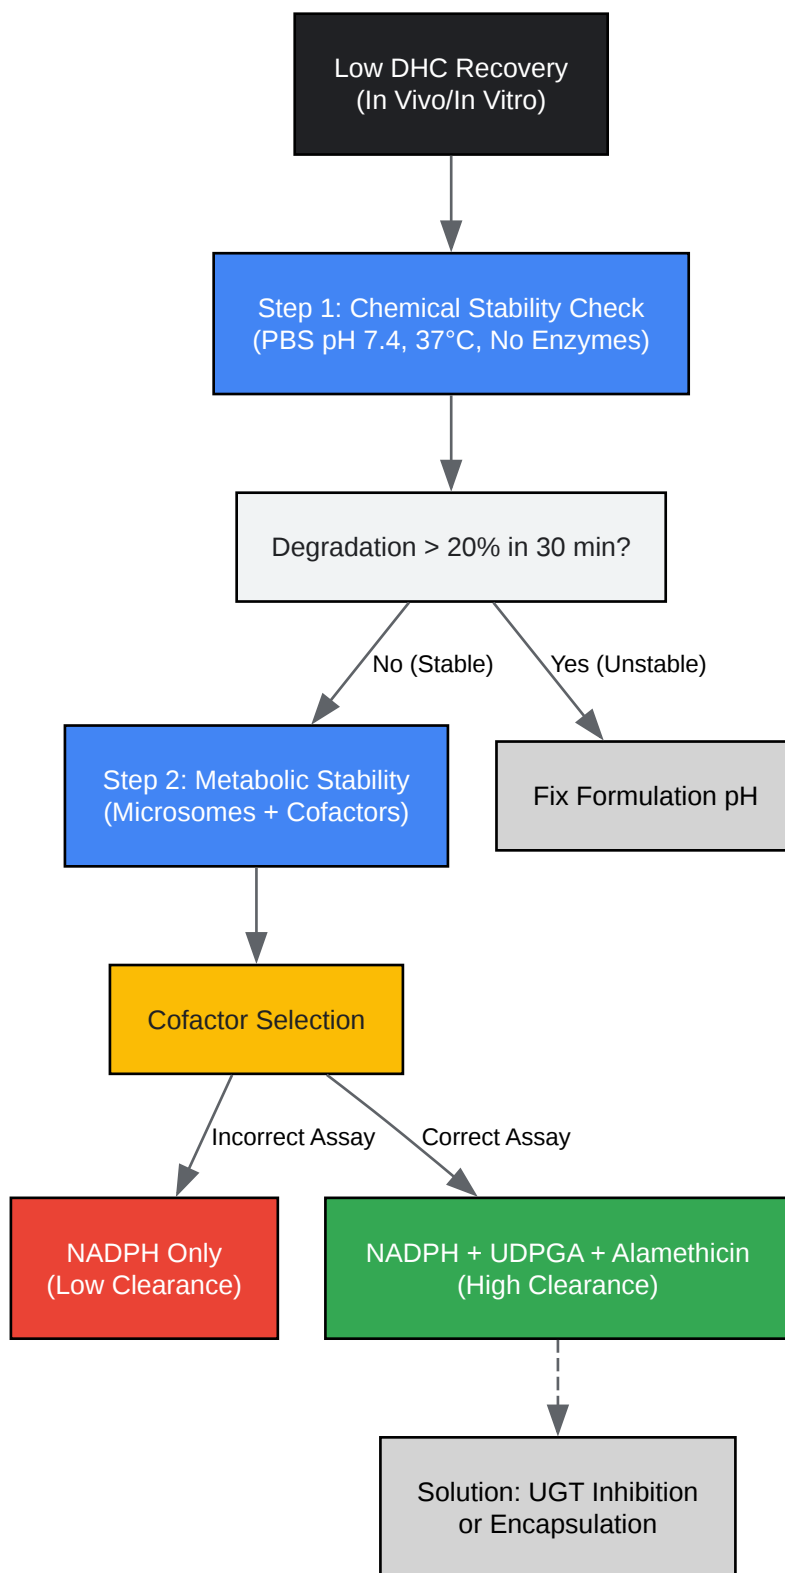 Low DHC Recovery
(In Vivo/In Vitro)
Step 1: Chemical Stability Check
(PBS pH 7.4, 37°C, No Enzymes)
Degradation > 20% in 30 min?
No (Stable)
Yes (Unstable)
Step 2: Metabolic Stability
(Microsomes + Cofactors)
Fix Formulation pH
Cofactor Selection
Incorrect Assay
Correct Assay
NADPH Only
(Low Clearance)
NADPH + UDPGA + Alamethicin
(High Clearance)
Solution: UGT Inhibition
or Encapsulation